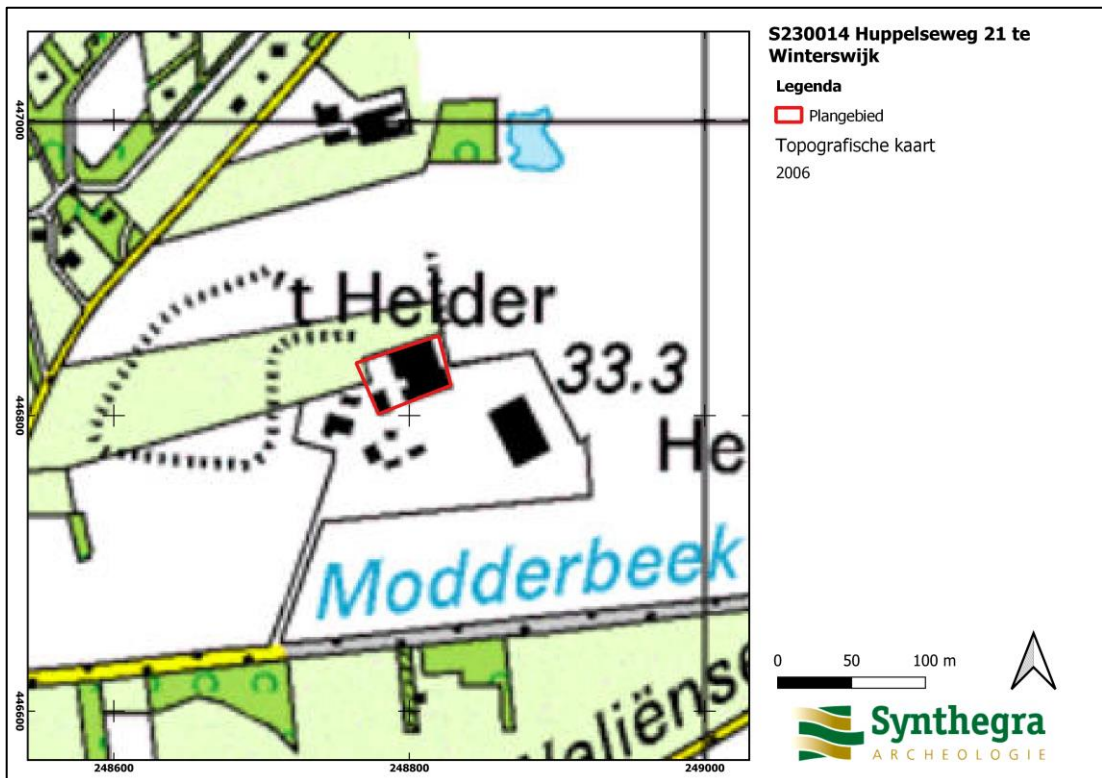 S230014 Huppelseweg 21 te
Winterswijk
Legenda
Plangebied
Topografische kaart
2006
447000
't Helder
33.3
446800
He
Modderbeek
446600
248600
248800
249000
0 50 100 m
Synthegra
ARCHEOLOGIE